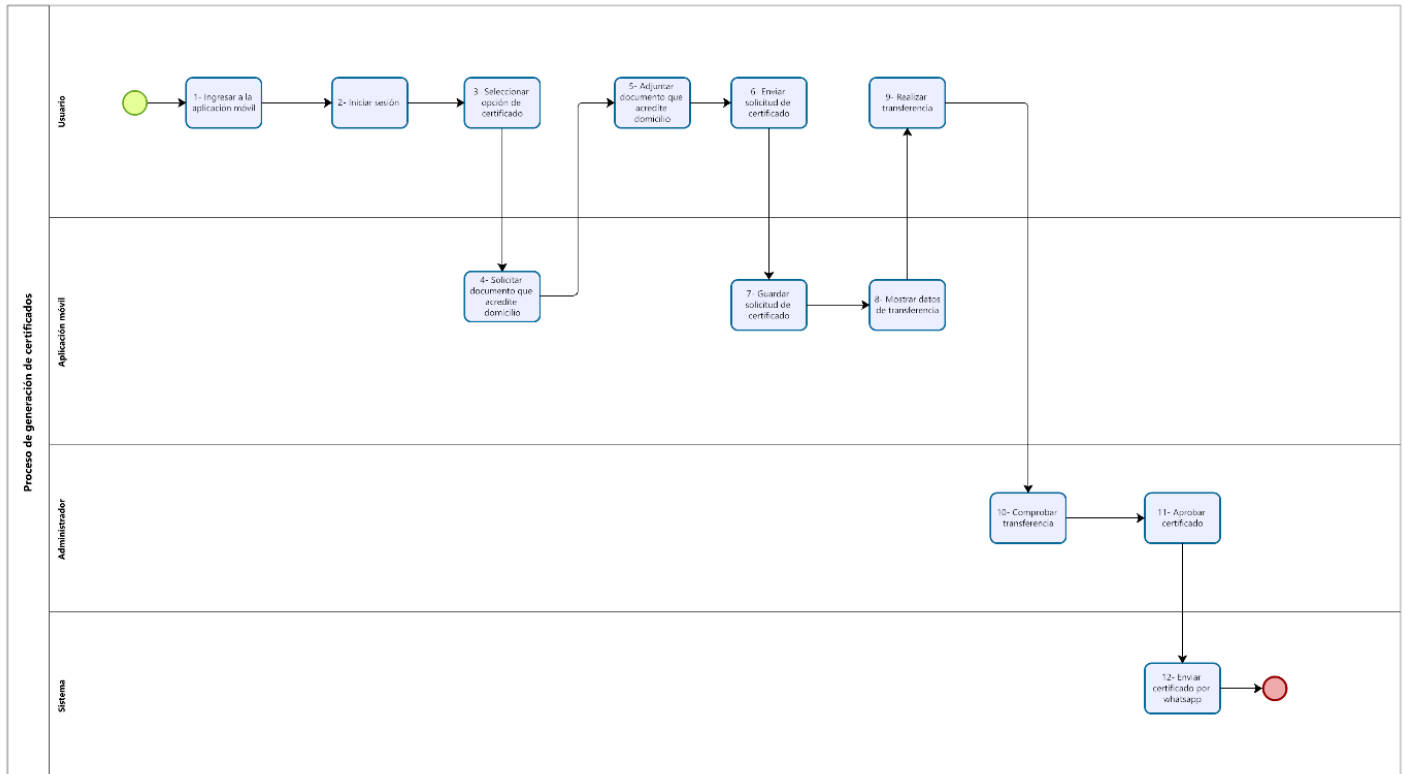 Proceso de generación de certificados
Usuario
1- Ingresar a la
aplicación móvil
2- Iniciar sesión
3- Seleccionar
opción de
certificado
5- Adjuntar
documento que
acredite
domicilio
6- Enviar
solicitud de
certificado
9- Realizar
transferencia
Aplicación móvil
4- Solicitar
documento que
acredite
domicilio
7- Guardar
solicitud de
certificado
8- Mostrar datos
de transferencia
Administrador
10- Comprobar
transferencia
11- Aprobar
certificado
Sistema
12- Enviar
certificado por
whatsapp